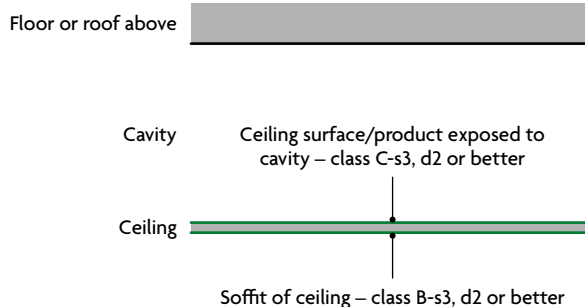 Floor or roof above
Cavity
Ceiling surface/product exposed to
cavity – class C-s3, d2 or better
Ceiling
Soffit of ceiling – class B-s3, d2 or better